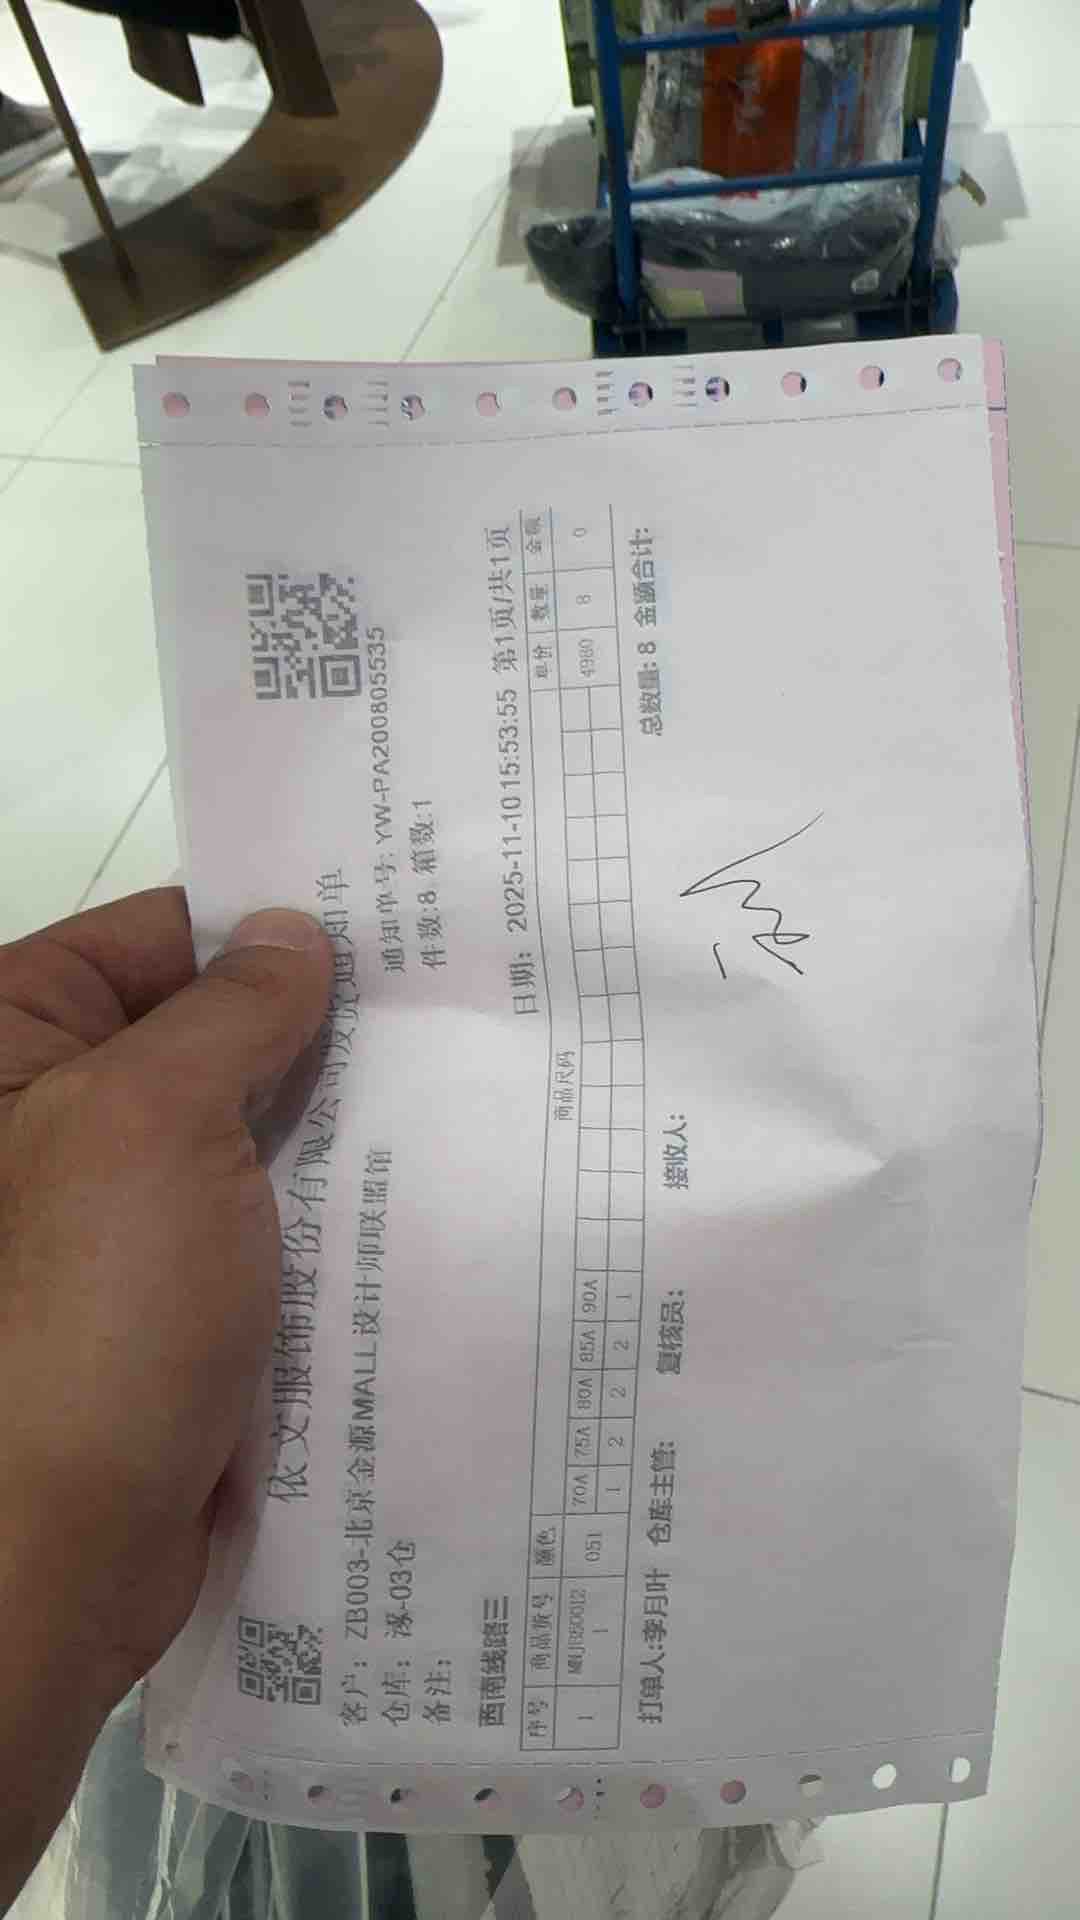 依文服饰股份有限公司发货通知单
客户：ZB003-北京金源MALL设计师联盟馆
通知单号:YW-PA200805535
仓库：涿-03仓
件数:8 箱数:1
备注：
西南线路三
日期： 2025-11-10 15:53:55 第1页/共1页
序号 商品货号 颜色 商品尺码 单价 数量 金额
70A 75A 80A 85A 90A
1 051 1 2 2 2 1 4980 8 0
打单人:李月叶 仓库主管: 复核员： 接收人： 总数量: 8 金额合计: